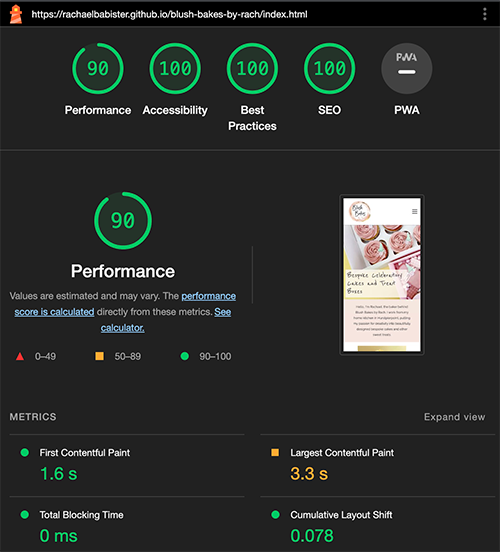 https://rachaelbabister.github.io/blush-bakes-by-rach/index.html
90
100
100
100
PWA
Performance
Accessibility
Best
Practices
SEO
PWA
90
Performance
Values are estimated and may vary. The performance
score is calculated directly from these metrics. See
calculator.
0–49
50–89
90–100
Blush
Bakes
Bespoke Celebration
Cakes and Treat
Boxes
METRICS
Expand view
First Contentful Paint
1.6 s
Largest Contentful Paint
3.3 s
Total Blocking Time
0 ms
Cumulative Layout Shift
0.078